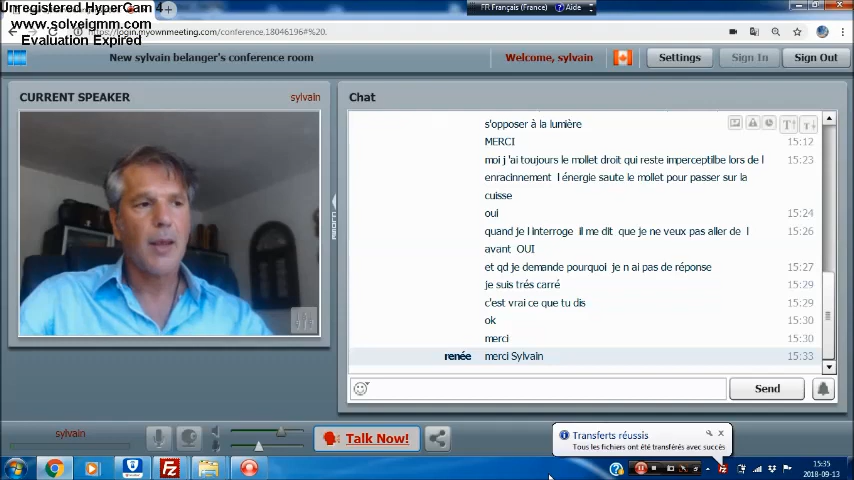 Unregistered HyperCam 4
www.solveigmm.com
Evaluation Expired
FR Français (France)
Aide
https://login.myownmeeting.com/conference.18046196#%20.
New sylvain belanger's conference room
Welcome, sylvain
Settings
Sign In
Sign Out
CURRENT SPEAKER
sylvain
Chat
s'opposer à la lumière
MERCI 15:12
moi j 'ai toujours le mollet droit qui reste imperceptilbe lors de l 15:23
enracinnement l énergie saute le mollet pour passer sur la
cuisse
oui 15:24
quand je l interroge il me dit que je ne veux pas aller de l 15:26
avant OUI
et qd je demande pourquoi je n ai pas de réponse 15:27
je suis trés carré 15:29
c'est vrai ce que tu dis 15:29
ok 15:30
merci 15:30
renée merci Sylvain 15:33
Send
sylvain
Talk Now!
Transferts réussis
Tous les fichiers ont été transférés avec succès
15:35
2018-09-13